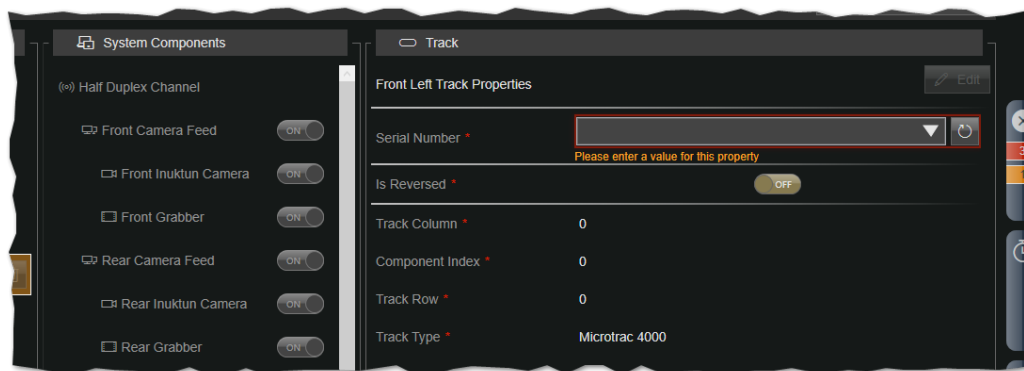 System Components
Half Duplex Channel
Front Camera Feed ON
Front Inuktun Camera ON
Front Grabber ON
Rear Camera Feed ON
Rear Inuktun Camera ON
Rear Grabber ON
Track
Front Left Track Properties Edit
Serial Number *
Please enter a value for this property
Is Reversed * OFF
Track Column * 0
Component Index * 0
Track Row * 0
Track Type * Microtrac 4000